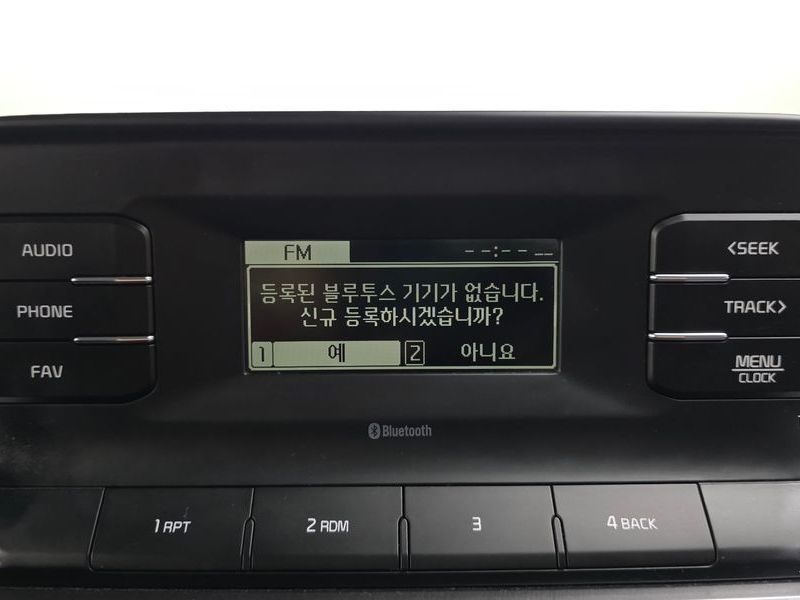 AUDIO
PHONE
FAV
FM --:-- __
등록된 블루투스 기기가 없습니다.
신규 등록하시겠습니까?
1 예 2 아니요
<SEEK
TRACK>
MENU
CLOCK
Bluetooth
1 RPT 2 RDM 3 4 BACK